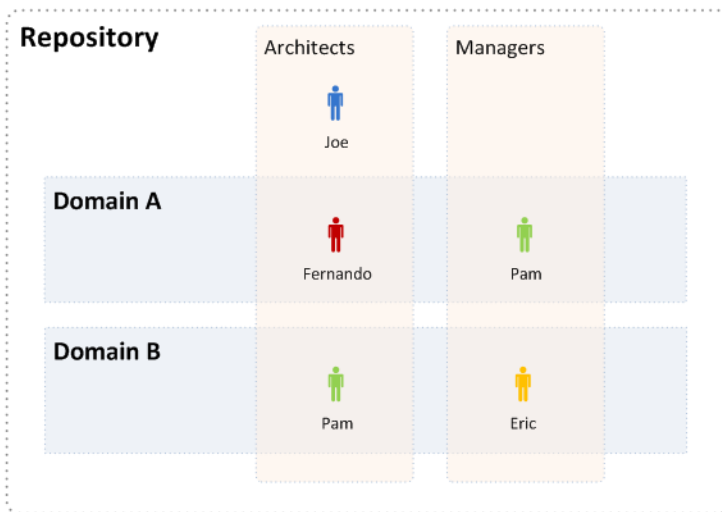 Repository
Architects
Managers
Joe
Domain A
Fernando
Pam
Domain B
Pam
Eric